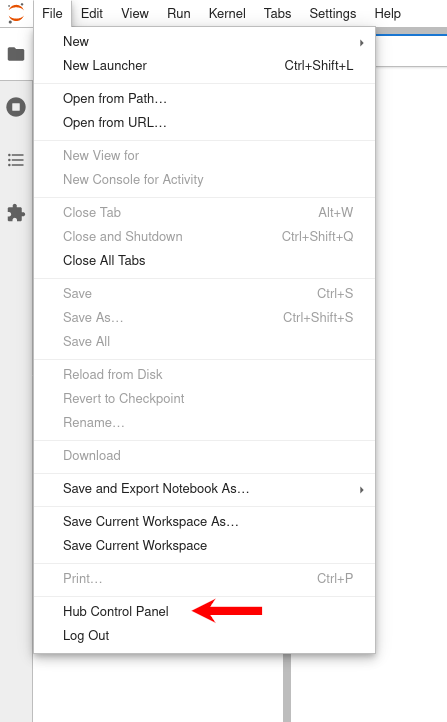 File Edit View Run Kernel Tabs Settings Help
New
New Launcher Ctrl+Shift+L
Open from Path…
Open from URL…
New View for
New Console for Activity
Close Tab Alt+W
Close and Shutdown Ctrl+Shift+Q
Close All Tabs
Save Ctrl+S
Save As… Ctrl+Shift+S
Save All
Reload from Disk
Revert to Checkpoint
Rename…
Download
Save and Export Notebook As…
Save Current Workspace As…
Save Current Workspace
Print… Ctrl+P
Hub Control Panel
Log Out